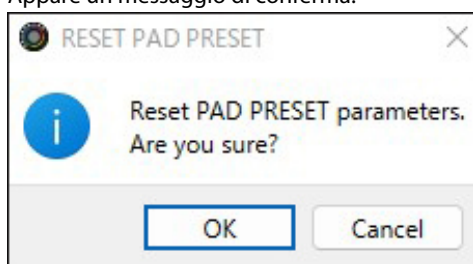 Appare un messaggio di conferma.
RESET PAD PRESET
Reset PAD PRESET parameters.
Are you sure?
OK
Cancel